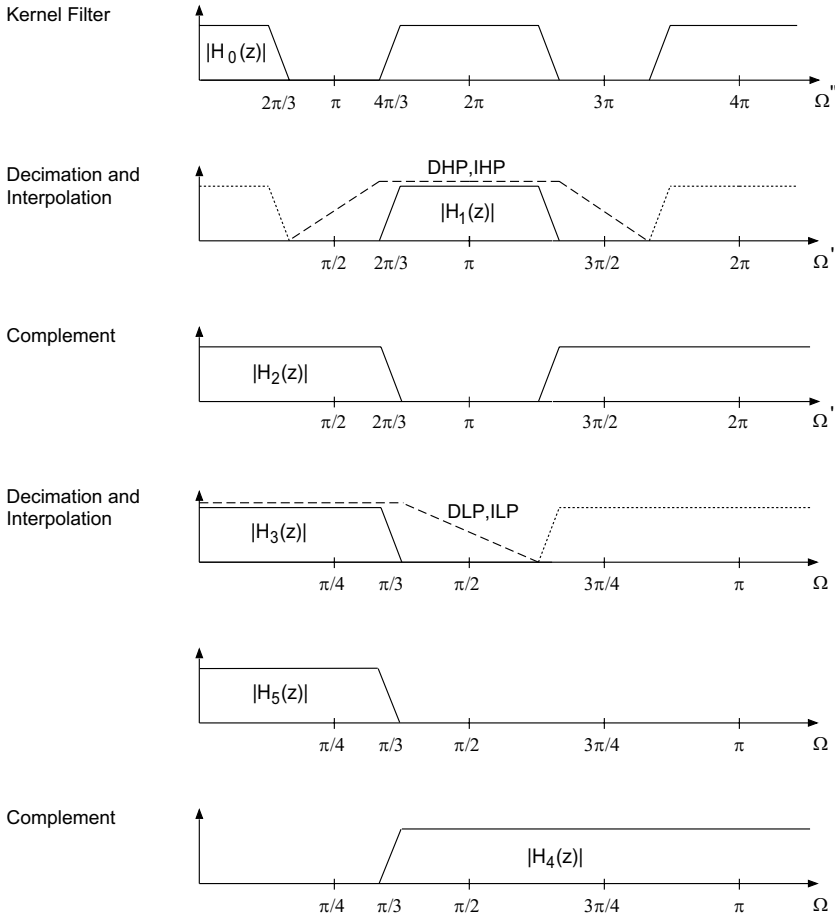 Kernel Filter
|H0(z)|
2π/3 π 4π/3 2π 3π 4π Ω"
Decimation and
Interpolation
DHP,IHP
|H1(z)|
π/2 2π/3 π 3π/2 2π Ω'
Complement
|H2(z)|
π/2 2π/3 π 3π/2 2π Ω'
Decimation and
Interpolation
DLP,ILP
|H3(z)|
π/4 π/3 π/2 3π/4 π Ω
|H5(z)|
π/4 π/3 π/2 3π/4 π Ω
Complement
|H4(z)|
π/4 π/3 π/2 3π/4 π Ω